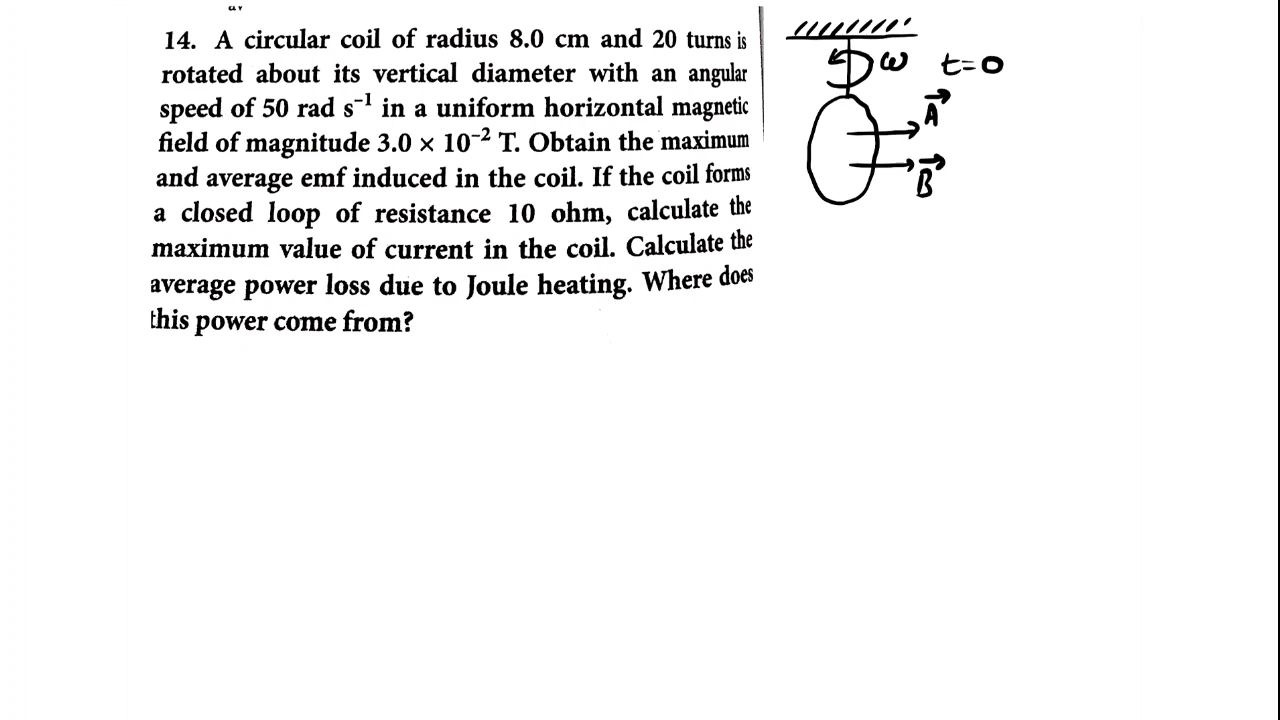 14. A circular coil of radius 8.0 cm and 20 turns is
rotated about its vertical diameter with an angular
speed of 50 rad s⁻¹ in a uniform horizontal magnetic
field of magnitude 3.0 × 10⁻² T. Obtain the maximum
and average emf induced in the coil. If the coil forms
a closed loop of resistance 10 ohm, calculate the
maximum value of current in the coil. Calculate the
average power loss due to Joule heating. Where does
this power come from?
ω t=0
A⃗
B⃗